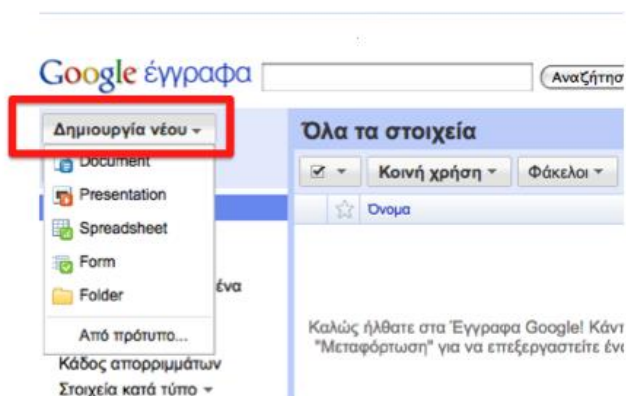 Google έγγραφα
Αναζήτησ
Δημιουργία νέου
Document
Presentation
Spreadsheet
Form
Folder
Από πρότυπο...
ένα
Κάδος απορριμμάτων
Στοιχεία κατά τύπο
Όλα τα στοιχεία
Κοινή χρήση
Φάκελοι
Όνομα
Καλώς ήλθατε στα Έγγραφα Google! Κάντ
"Μεταφόρτωση" για να επεξεργαστείτε ένα